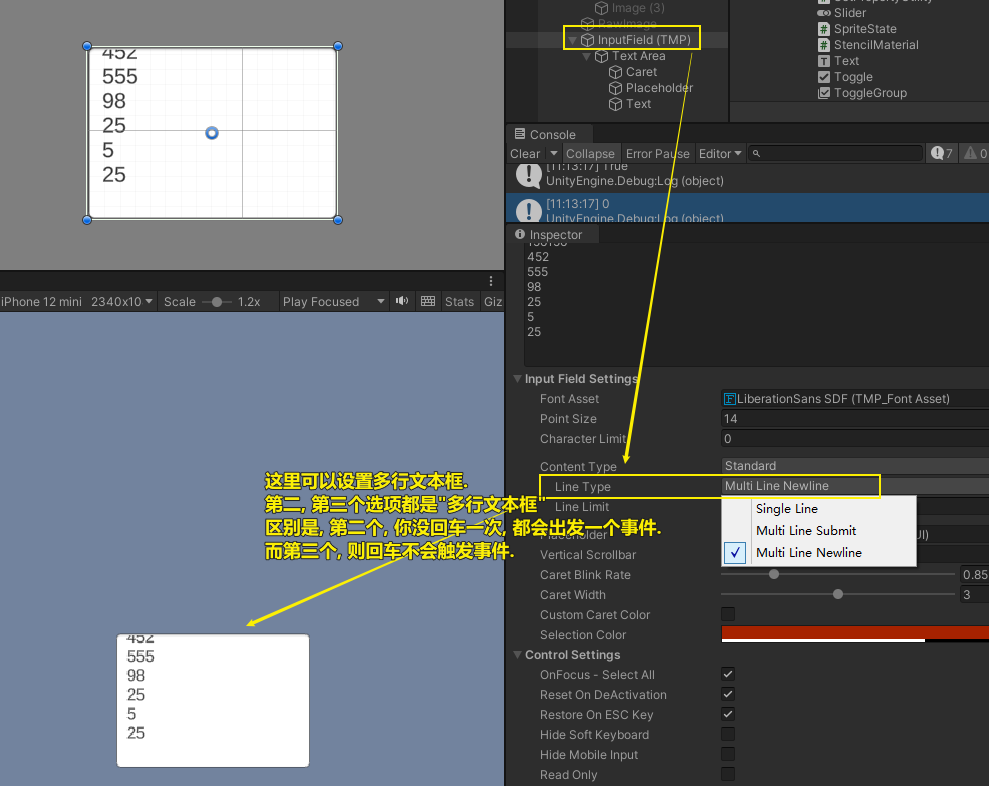 452
555
98
25
5
25
Image (3)
RawImage
InputField (TMP)
Text Area
Caret
Placeholder
Text
Slider
SpriteState
StencilMaterial
Text
Toggle
ToggleGroup
Console
Clear
Collapse
Error Pause
Editor
7
0
[11:13:17] True
UnityEngine.Debug:Log (object)
[11:13:17] 0
UnityEngine.Debug:Log (object)
Inspector
452
555
98
25
5
25
iPhone 12 mini 2340x10
Scale
1.2x
Play Focused
Stats
Giz
Input Field Settings
Font Asset
LiberationSans SDF (TMP_Font Asset)
Point Size
14
Character Limit
0
Content Type
Standard
Line Type
Multi Line Newline
Single Line
Multi Line Submit
Multi Line Newline
Line Limit
Placeholder
UI)
Vertical Scrollbar
Caret Blink Rate
0.85
Caret Width
3
Custom Caret Color
Selection Color
Control Settings
OnFocus - Select All
Reset On DeActivation
Restore On ESC Key
Hide Soft Keyboard
Hide Mobile Input
Read Only
这里可以设置多行文本框.
第二, 第三个选项都是"多行文本框"
区别是, 第二个, 你没回车一次, 都会出发一个事件.
而第三个, 则回车不会触发事件.
452
555
98
25
5
25